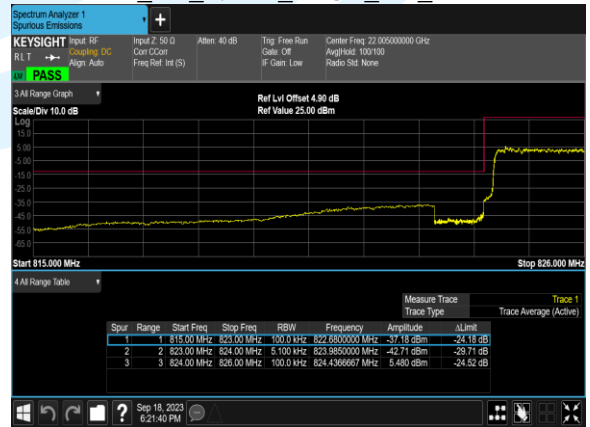 Spectrum Analyzer 1
Spurious Emissions
KEYSIGHT Input: RF Input Z: 50 Ω Atten: 40 dB Trig: Free Run Center Freq: 22.005000000 GHz
RLT Coupling: DC Corr CCorr Gate: Off Avg|Hold: 100/100
Align: Auto Freq Ref: Int (S) IF Gain: Low Radio Std: None
PASS
3 All Range Graph
Ref Lvl Offset 4.90 dB
Scale/Div 10.0 dB Ref Value 25.00 dBm
Log
15.0
5.00
-5.00
-15.0
-25.0
-35.0
-45.0
-55.0
-65.0
Start 815.000 MHz Stop 826.000 MHz
4 All Range Table
Measure Trace Trace 1
Trace Type Trace Average (Active)
Spur Range Start Freq Stop Freq RBW Frequency Amplitude ΔLimit
1 1 815.00 MHz 823.00 MHz 100.0 kHz 822.6800000 MHz -37.18 dBm -24.18 dB
2 2 823.00 MHz 824.00 MHz 5.100 kHz 823.9850000 MHz -42.71 dBm -29.71 dB
3 3 824.00 MHz 826.00 MHz 100.0 kHz 824.4366667 MHz 5.480 dBm -24.52 dB
Sep 18, 2023
6:21:40 PM